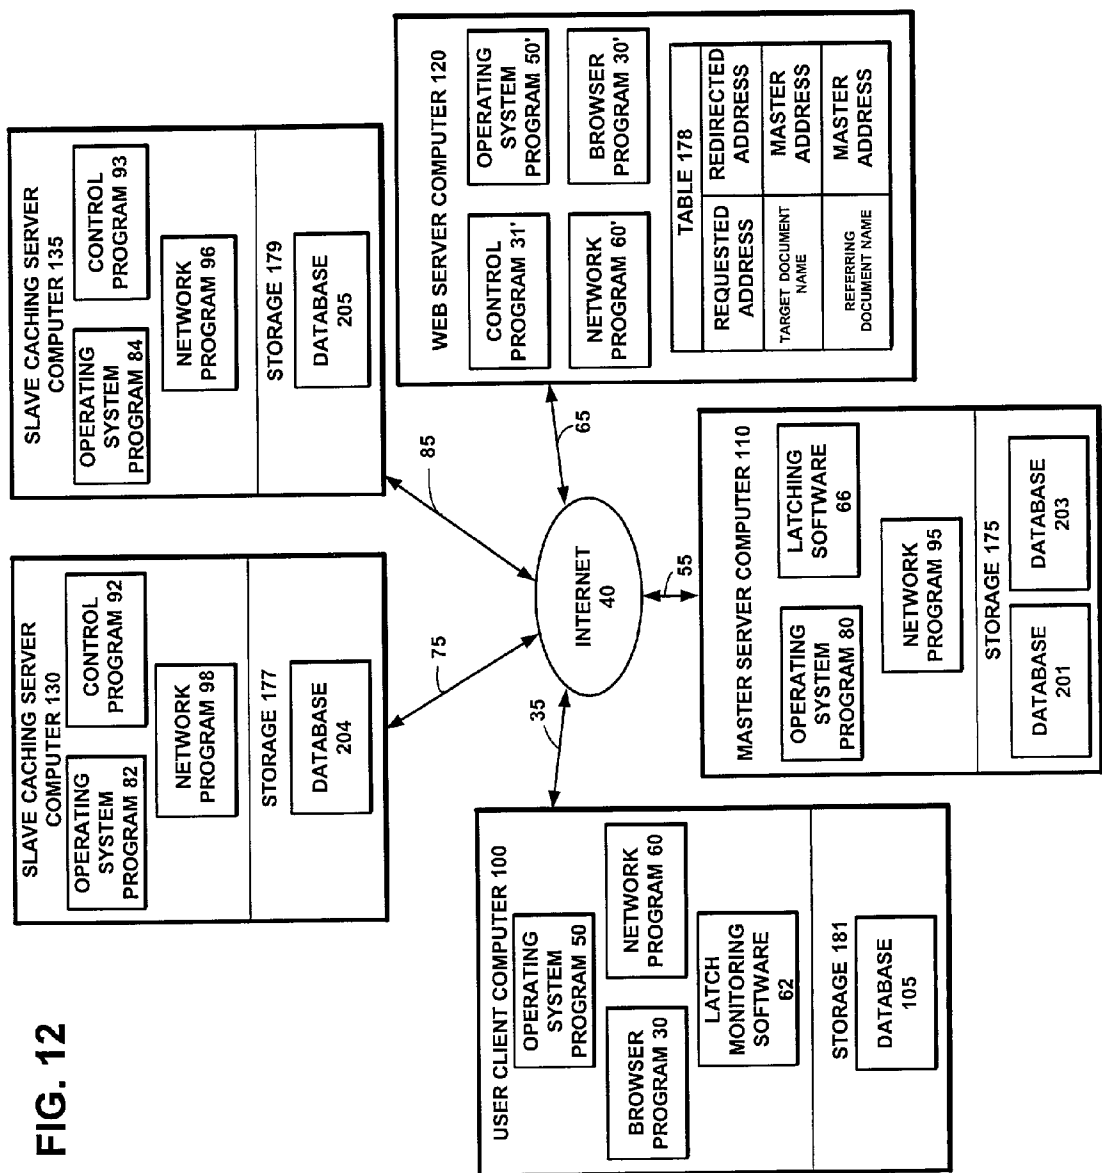 FIG. 12
SLAVE CACHING SERVER
COMPUTER 130
OPERATING
SYSTEM
PROGRAM 82
CONTROL
PROGRAM 92
NETWORK
PROGRAM 98
STORAGE 177
DATABASE
204
SLAVE CACHING SERVER
COMPUTER 135
OPERATING
SYSTEM
PROGRAM 84
CONTROL
PROGRAM 93
NETWORK
PROGRAM 96
STORAGE 179
DATABASE
205
75
85
35
INTERNET
40
65
55
USER CLIENT COMPUTER 100
OPERATING
SYSTEM
PROGRAM 50
BROWSER
PROGRAM 30
NETWORK
PROGRAM 60
LATCH
MONITORING
SOFTWARE
62
STORAGE 181
DATABASE
105
MASTER SERVER COMPUTER 110
OPERATING
SYSTEM
PROGRAM 80
LATCHING
SOFTWARE
66
NETWORK
PROGRAM 95
STORAGE 175
DATABASE
201
DATABASE
203
WEB SERVER COMPUTER 120
CONTROL
PROGRAM 31'
OPERATING
SYSTEM
PROGRAM 50'
NETWORK
PROGRAM 60'
BROWSER
PROGRAM 30'
TABLE 178
REQUESTED
ADDRESS
REDIRECTED
ADDRESS
TARGET DOCUMENT
NAME
MASTER
ADDRESS
REFERRING
DOCUMENT NAME
MASTER
ADDRESS